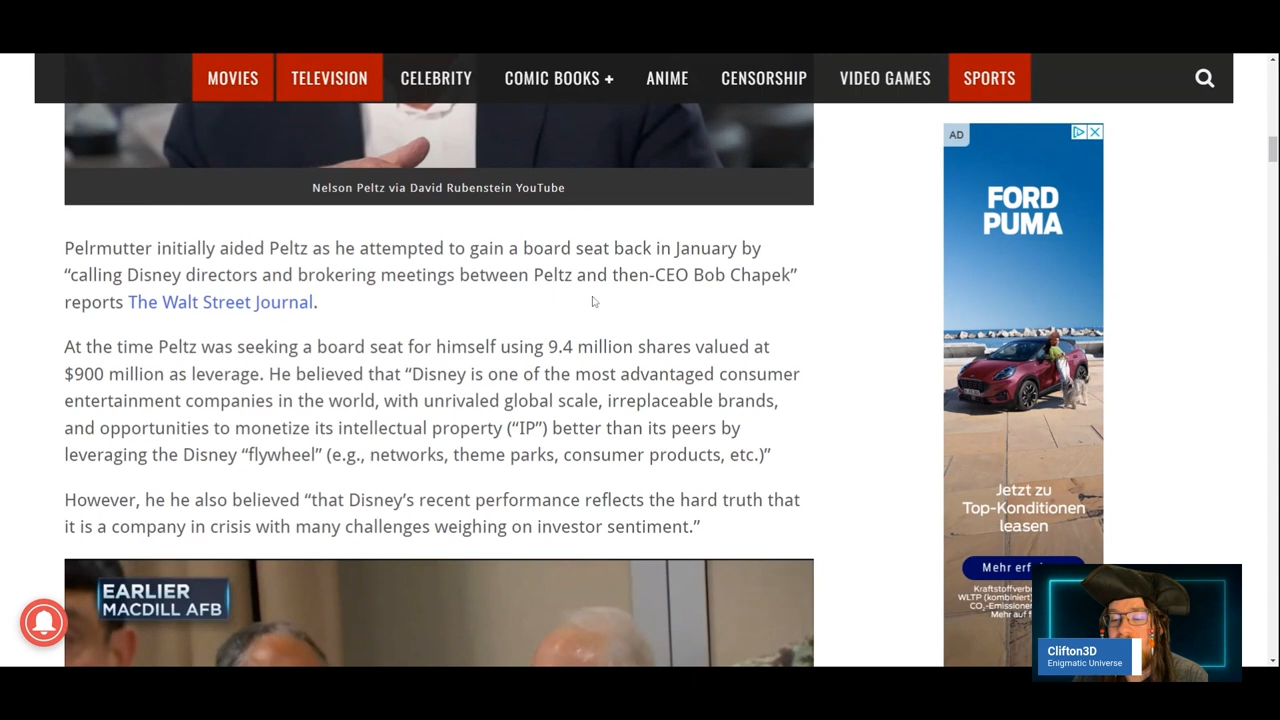 MOVIES TELEVISION CELEBRITY COMIC BOOKS + ANIME CENSORSHIP VIDEO GAMES SPORTS
Nelson Peltz via David Rubenstein YouTube
Pelrmutter initially aided Peltz as he attempted to gain a board seat back in January by
“calling Disney directors and brokering meetings between Peltz and then-CEO Bob Chapek”
reports The Walt Street Journal.
At the time Peltz was seeking a board seat for himself using 9.4 million shares valued at
$900 million as leverage. He believed that “Disney is one of the most advantaged consumer
entertainment companies in the world, with unrivaled global scale, irreplaceable brands,
and opportunities to monetize its intellectual property (“IP”) better than its peers by
leveraging the Disney “flywheel” (e.g., networks, theme parks, consumer products, etc.)”
However, he he also believed “that Disney’s recent performance reflects the hard truth that
it is a company in crisis with many challenges weighing on investor sentiment.”
EARLIER
MACDILL AFB
AD
FORD
PUMA
Jetzt zu
Top-Konditionen
leasen
Mehr
WLTP (kombiniert)
Mehr auf
Clifton3D
Enigmatic Universe